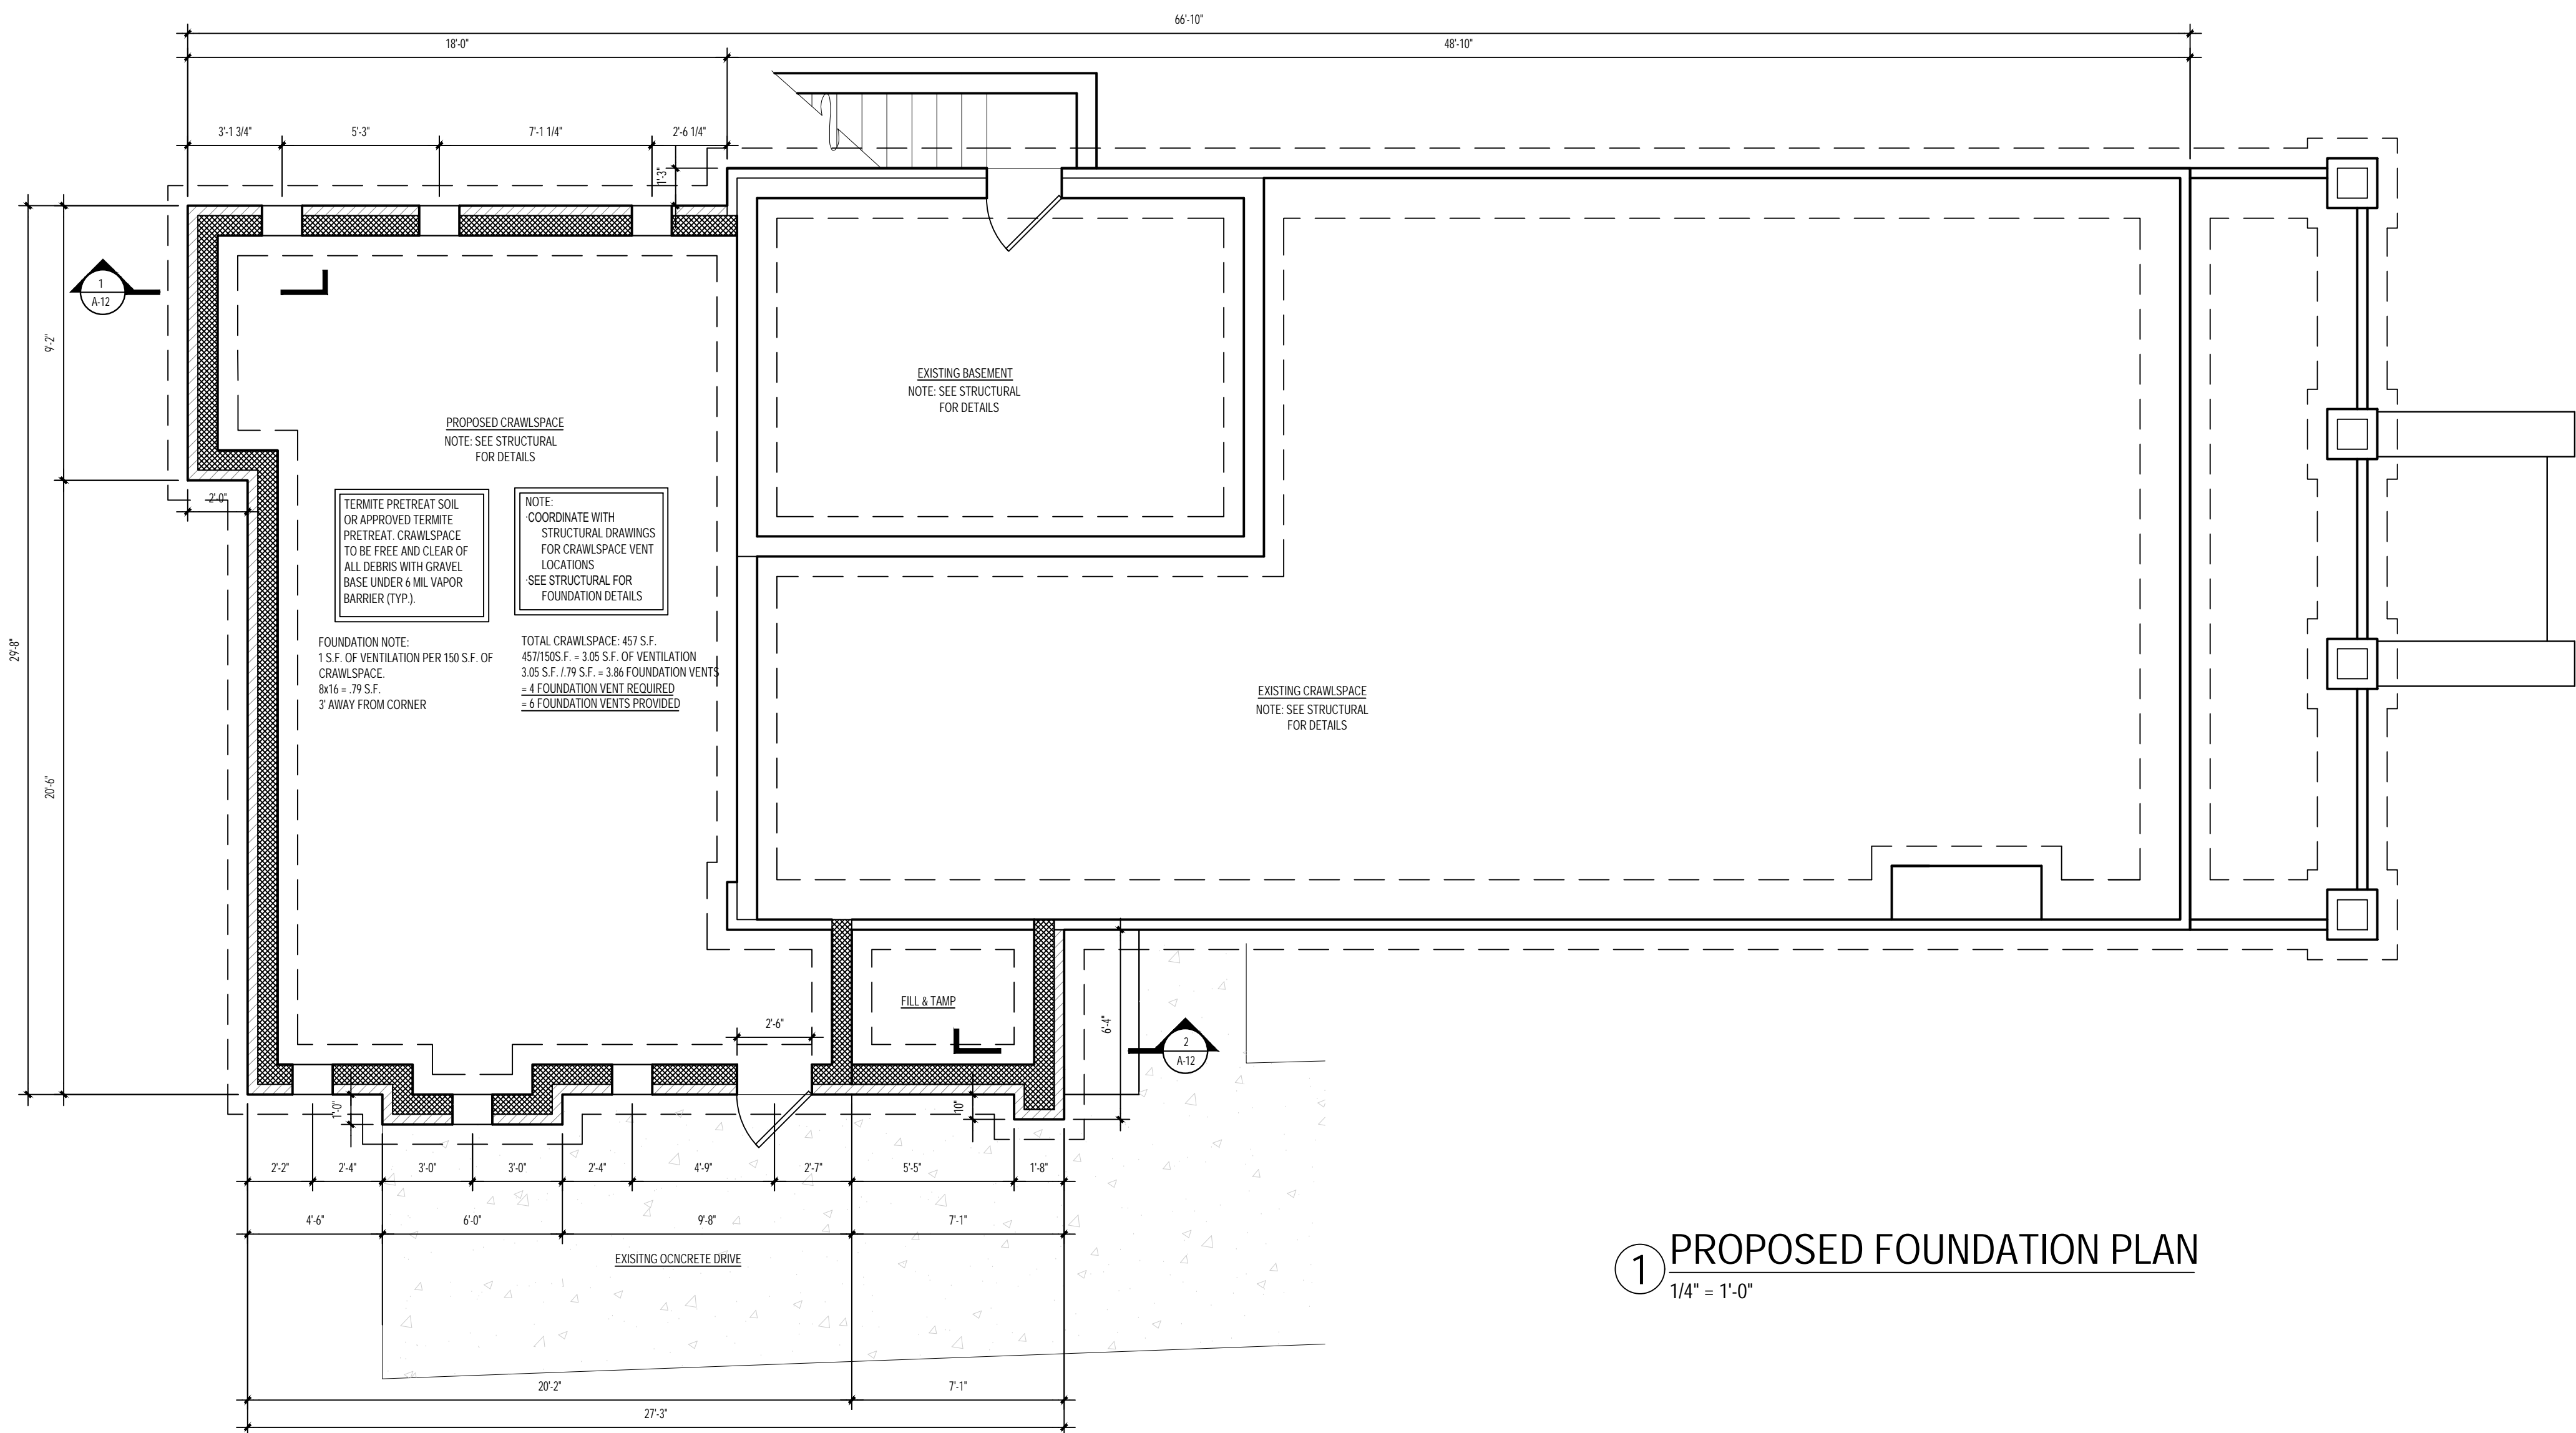 66'-10"
18'-0"
48'-10"
3'-1 3/4"
5'-3"
7'-1 1/4"
2'-6 1/4"
1'-3"
1
A-12
9'-2"
29'-8"
20'-6"
2'-0"
PROPOSED CRAWLSPACE
NOTE: SEE STRUCTURAL
FOR DETAILS
EXISTING BASEMENT
NOTE: SEE STRUCTURAL
FOR DETAILS
TERMITE PRETREAT SOIL
OR APPROVED TERMITE
PRETREAT. CRAWLSPACE
TO BE FREE AND CLEAR OF
ALL DEBRIS WITH GRAVEL
BASE UNDER 6 MIL VAPOR
BARRIER (TYP.).
NOTE:
·COORDINATE WITH
STRUCTURAL DRAWINGS
FOR CRAWLSPACE VENT
LOCATIONS
·SEE STRUCTURAL FOR
FOUNDATION DETAILS
FOUNDATION NOTE:
1 S.F. OF VENTILATION PER 150 S.F. OF
CRAWLSPACE.
8x16 = .79 S.F.
3' AWAY FROM CORNER
TOTAL CRAWLSPACE: 457 S.F.
457/150S.F. = 3.05 S.F. OF VENTILATION
3.05 S.F. /.79 S.F. = 3.86 FOUNDATION VENTS
= 4 FOUNDATION VENT REQUIRED
= 6 FOUNDATION VENTS PROVIDED
EXISTING CRAWLSPACE
NOTE: SEE STRUCTURAL
FOR DETAILS
FILL & TAMP
2'-6"
6'-4"
2
A-12
1'-0"
10"
2'-2"
2'-4"
3'-0"
3'-0"
2'-4"
4'-9"
2'-7"
5'-5"
1'-8"
4'-6"
6'-0"
9'-8"
7'-1"
EXISITNG OCNCRETE DRIVE
20'-2"
7'-1"
27'-3"
1 PROPOSED FOUNDATION PLAN
1/4" = 1'-0"